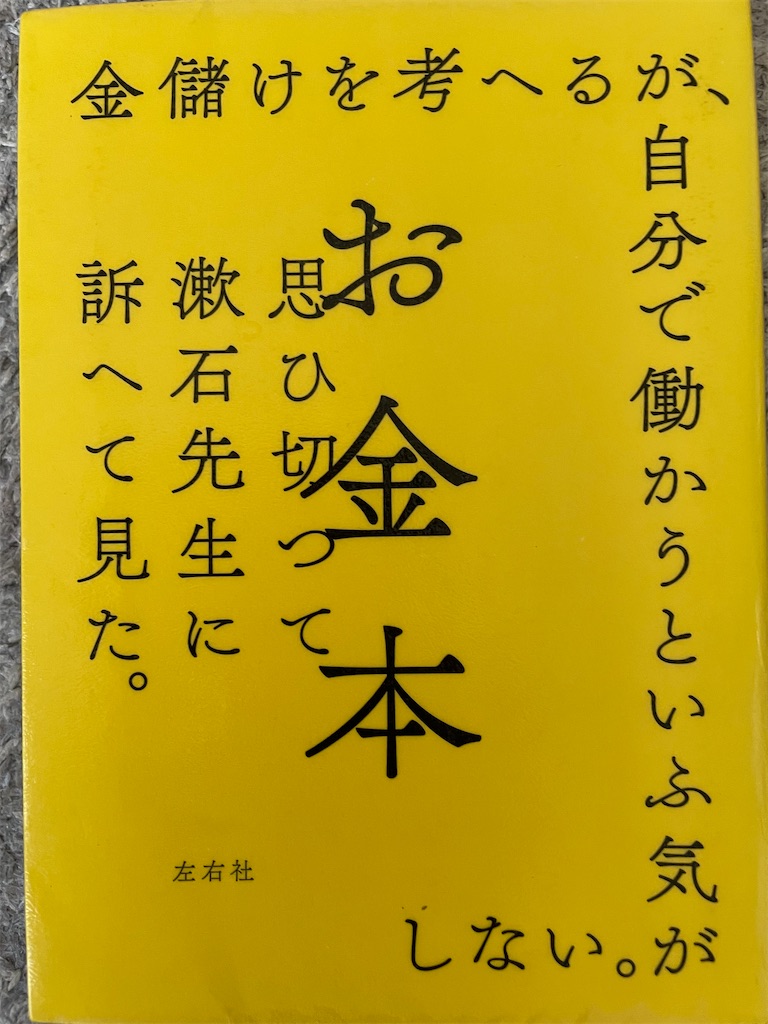 金儲けを考へるが、
自分で働かうといふ気が
しない。
お金本
思ひ切つて
漱石先生に
訴へて見た。
左右社